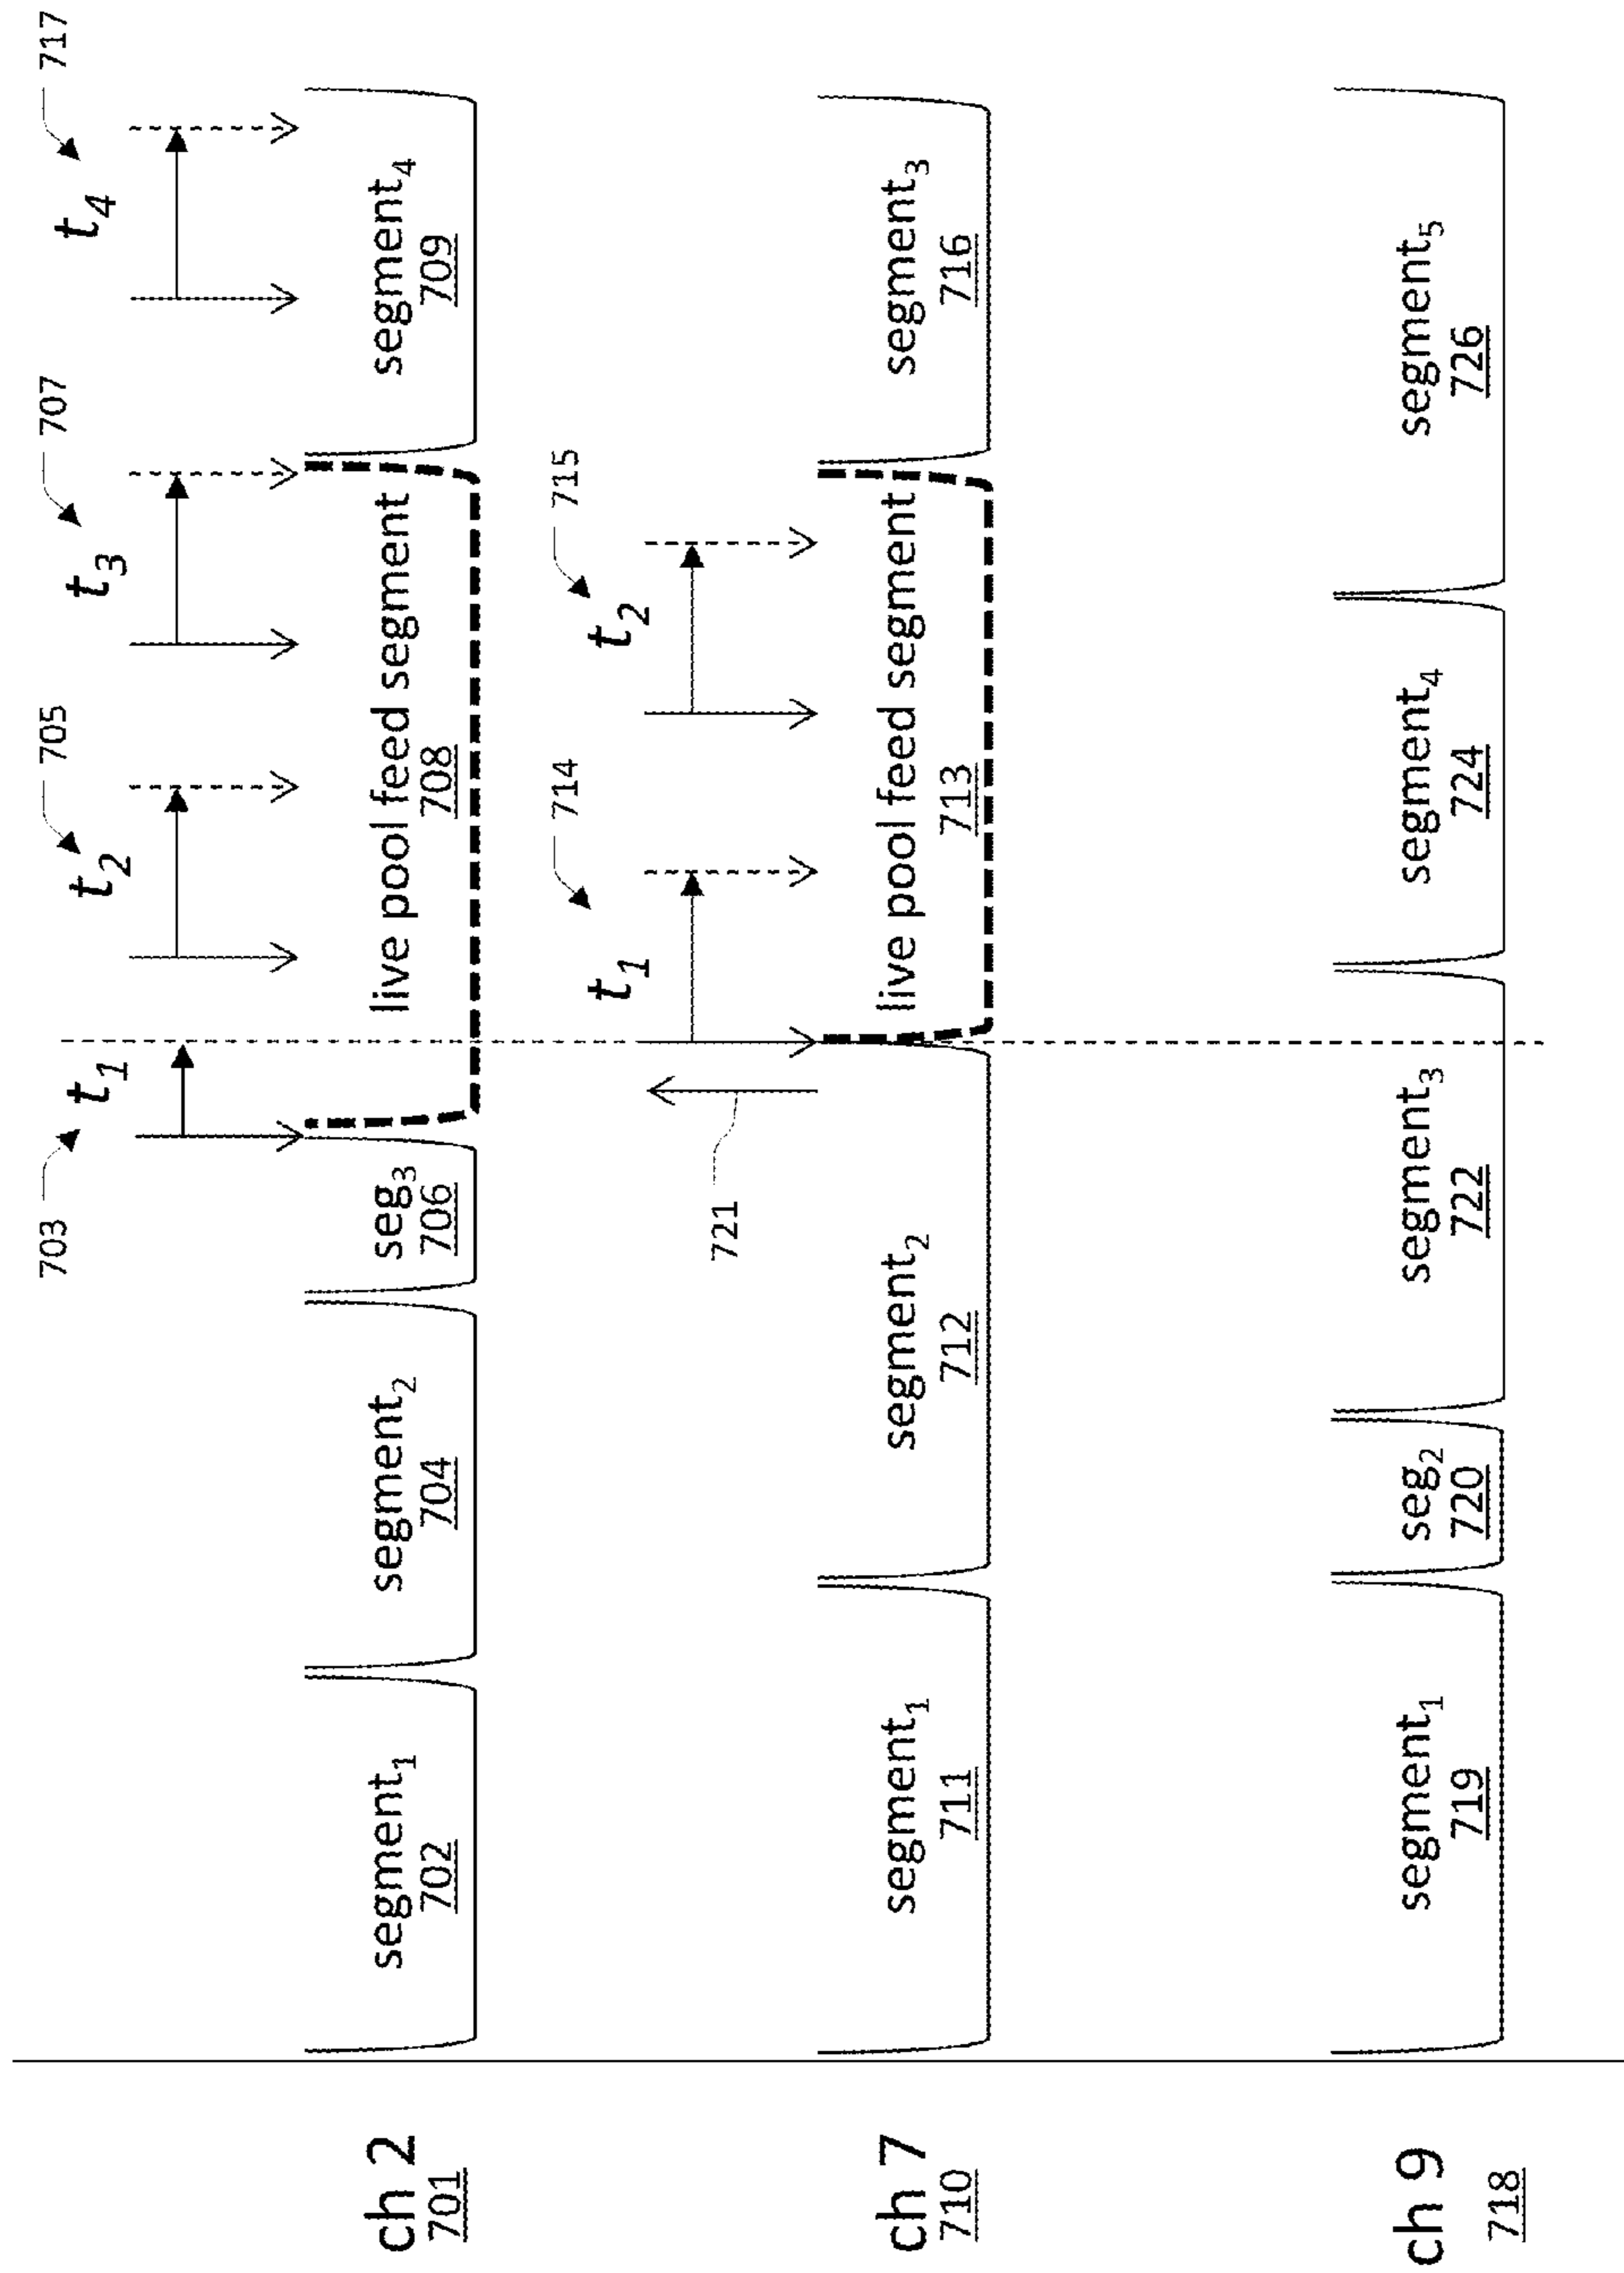 703
705
707
717
t1
t2
t3
t4
ch 2
701
segment1
702
segment2
704
seg3
706
live pool feed segment
708
segment4
709
721
714
715
t1
t2
ch 7
710
segment1
711
segment2
712
live pool feed segment
713
segment3
716
ch 9
718
segment1
719
seg2
720
segment3
722
segment4
724
segment5
726